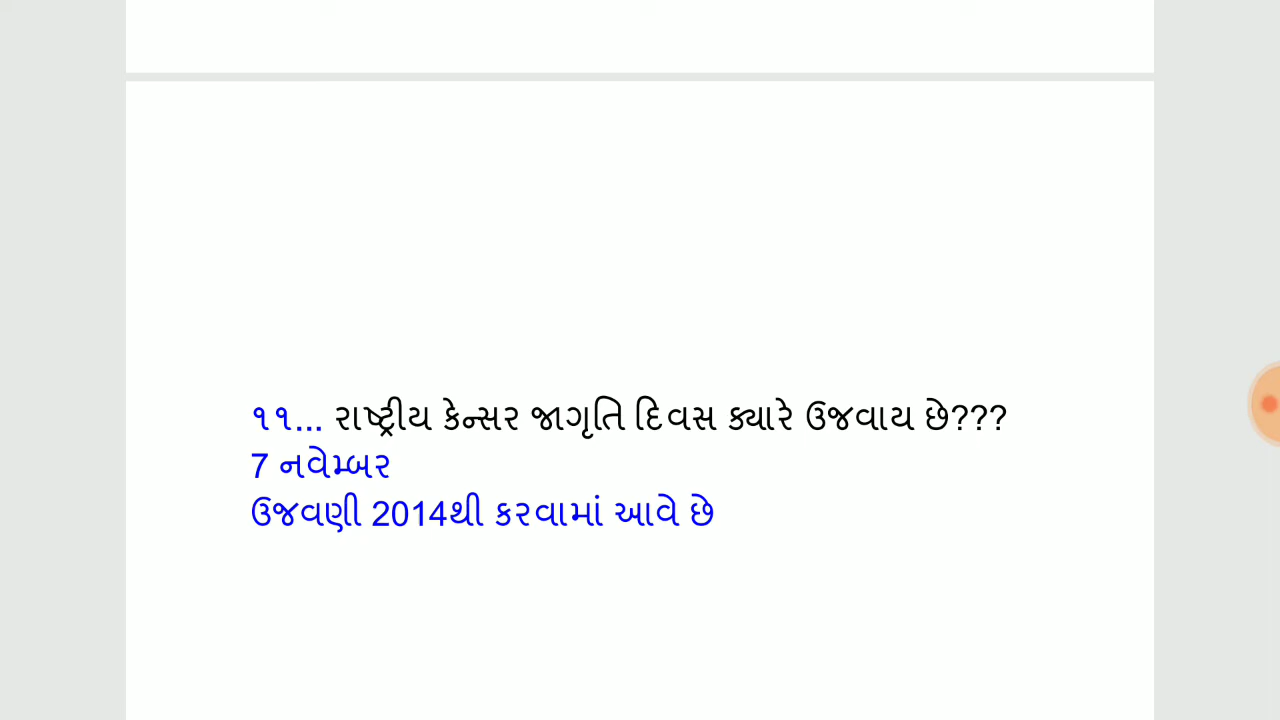 ૧૧... રાષ્ટ્રીય કેન્સર જાગૃતિ દિવસ ક્યારે ઉજવાય છે???
7 નવેમ્બર
ઉજવણી 2014થી કરવામાં આવે છે